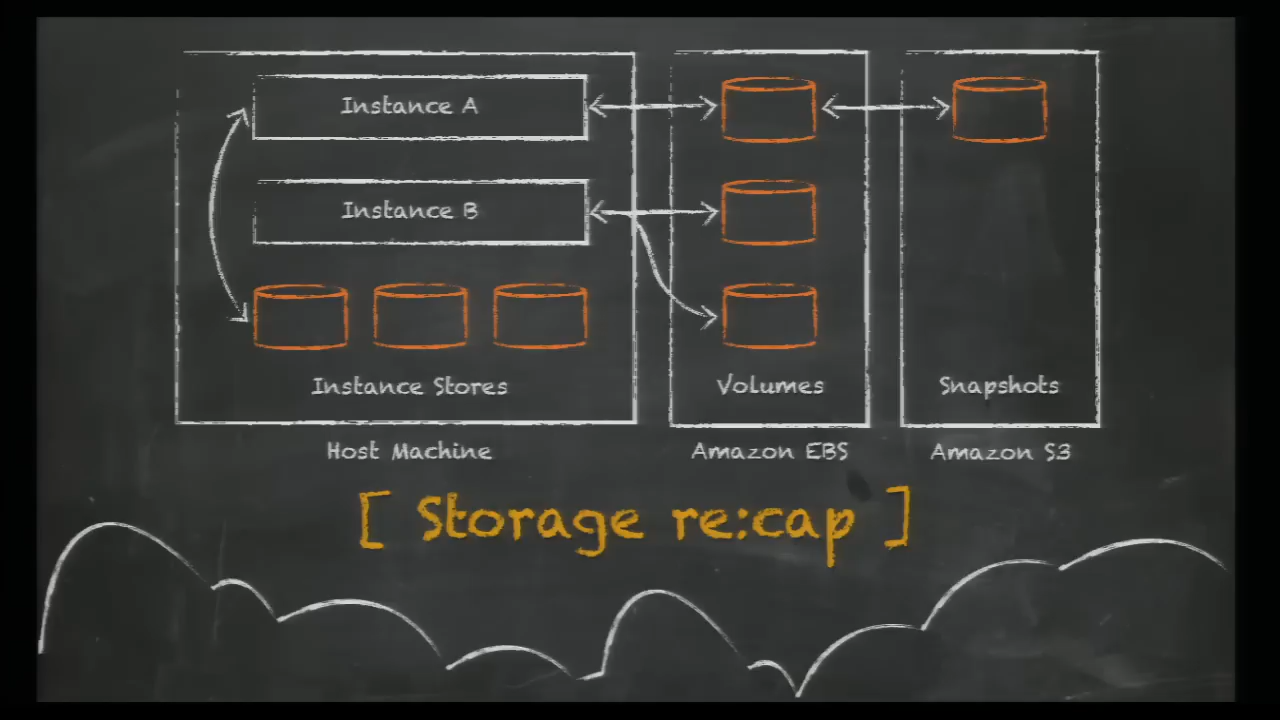 Instance A
Instance B
Instance Stores
Volumes
Snapshots
Host Machine
Amazon EBS
Amazon S3
[ Storage re:cap ]